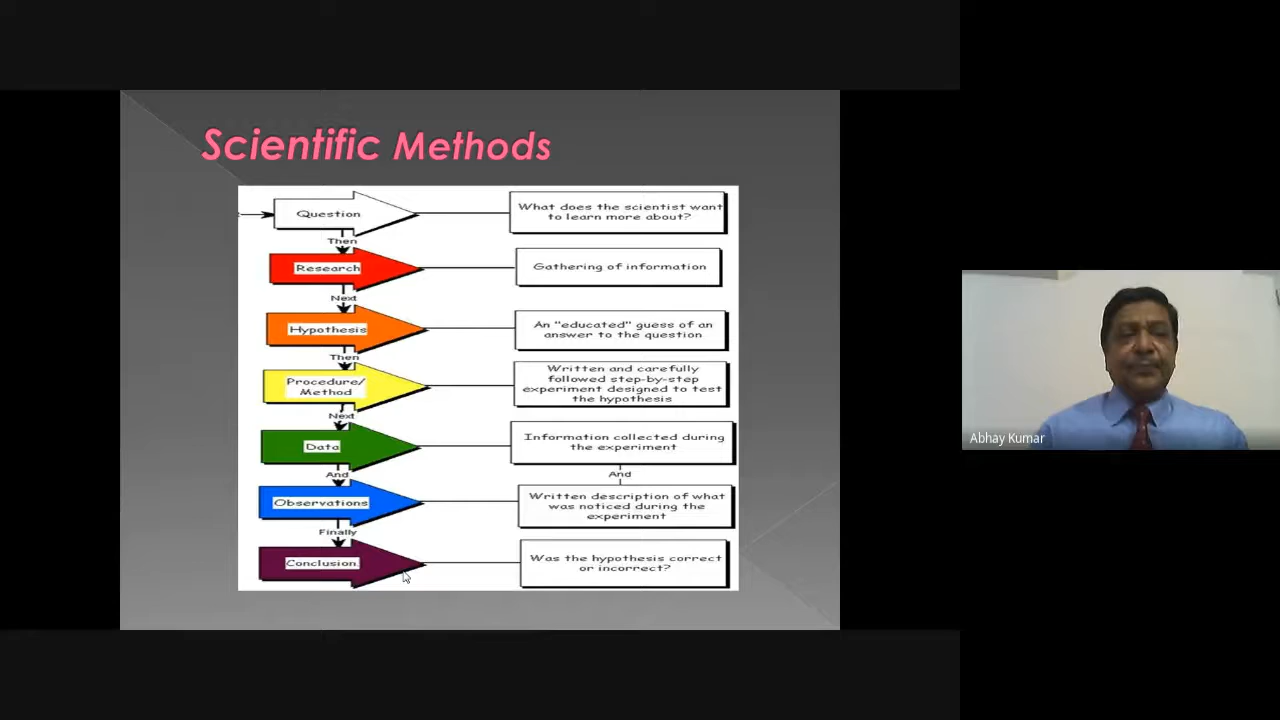 Scientific Methods
Question
What does the scientist want
to learn more about?
Then
Research
Gathering of information
Next
Hypothesis
An "educated" guess of an
answer to the question
Then
Procedure/
Method
Written and carefully
followed step-by-step
experiment designed to test
the hypothesis
Next
Data
Information collected during
the experiment
And
And
Observations
Written description of what
was noticed during the
experiment
Finally
Conclusion
Was the hypothesis correct
or incorrect?
Abhay Kumar